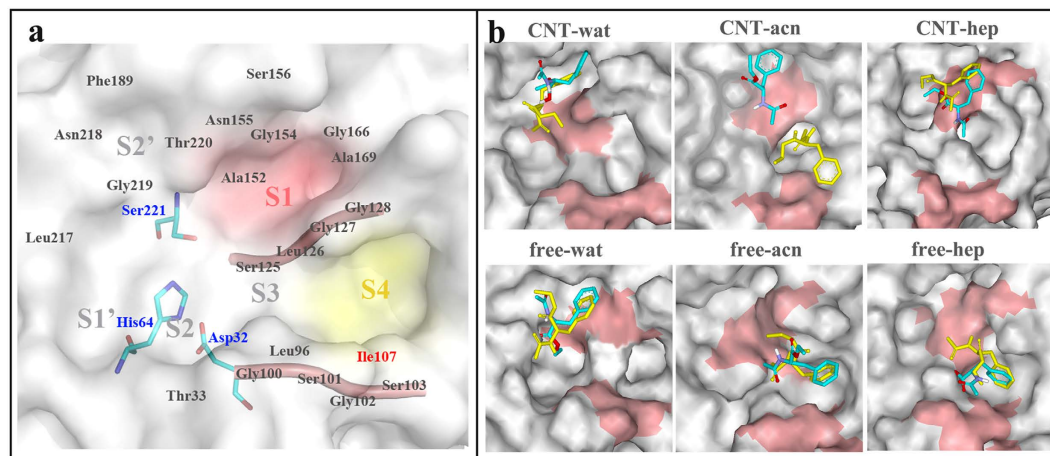 a
Phe189
Ser156
Asn155
Asn218
S2'
Thr220
Gly154
Gly166
Ala169
Gly219
Ala152
S1
Ser221
Gly128
Gly127
Leu217
Leu126
Ser125
S3
S4
S1'
His64
S2
Asp32
Leu96
Ile107
Gly100
Ser101
Ser103
Thr33
Gly102
b
CNT-wat
CNT-acn
CNT-hep
free-wat
free-acn
free-hep